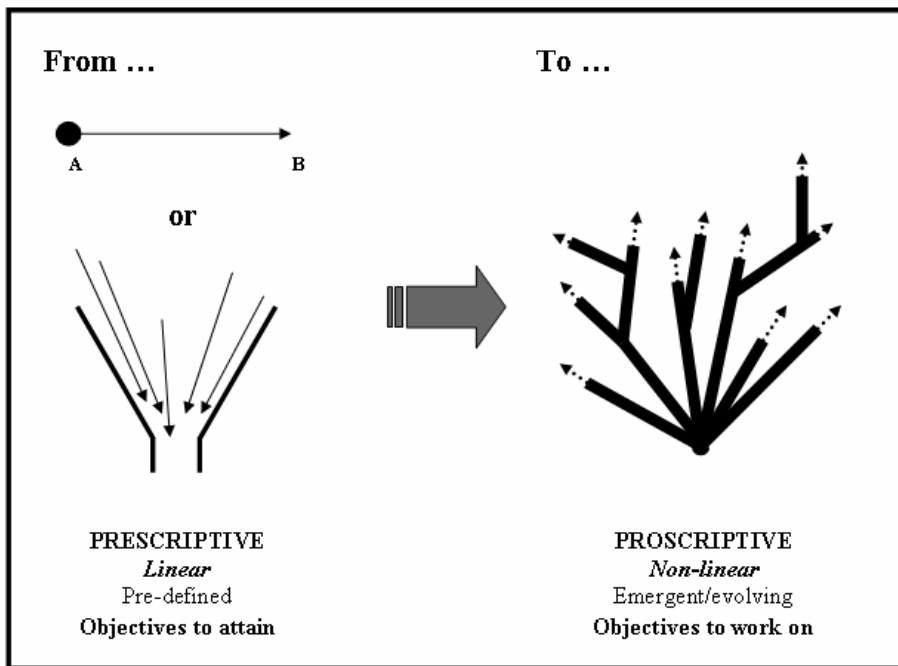 From ...
A
B
or
PRESCRIPTIVE
Linear
Pre-defined
Objectives to attain
To ...
PROSCRIPTIVE
Non-linear
Emergent/evolving
Objectives to work on